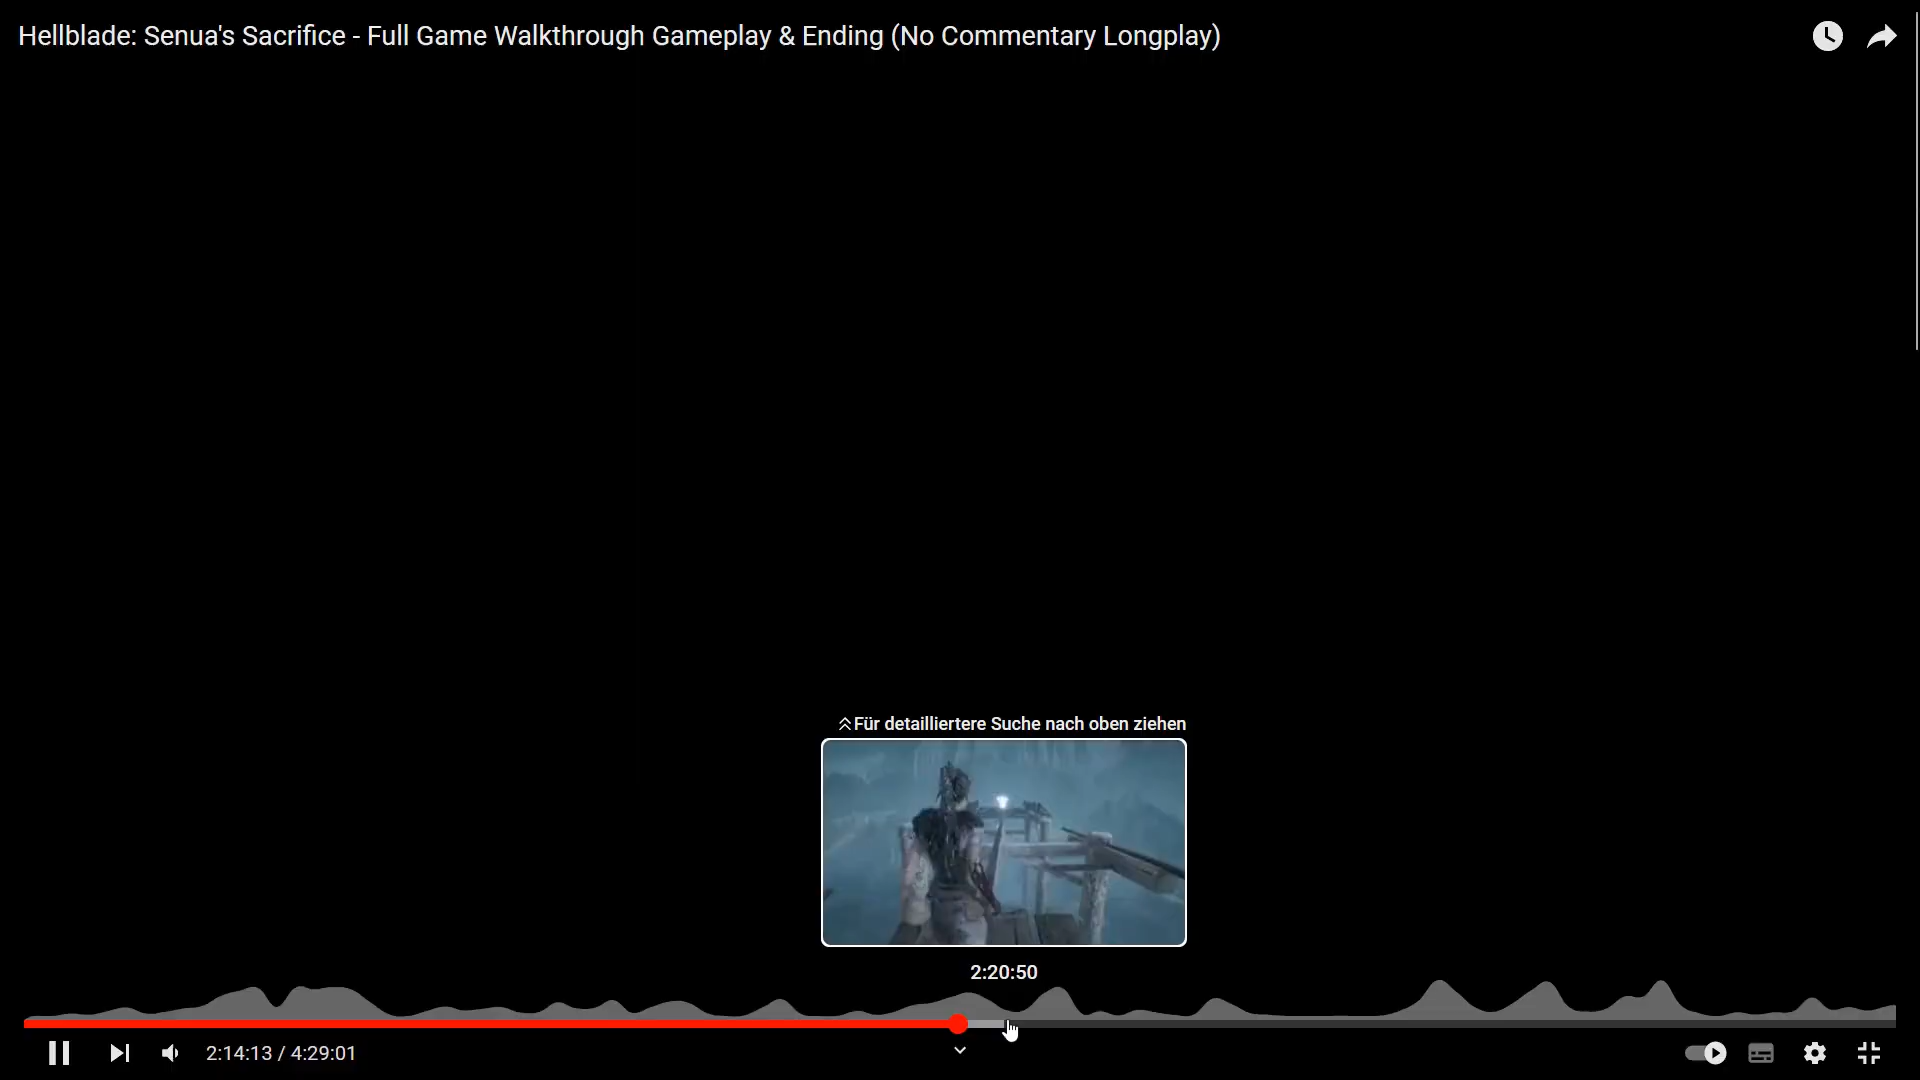 Hellblade: Senua's Sacrifice - Full Game Walkthrough Gameplay & Ending (No Commentary Longplay)
Für detailliertere Suche nach oben ziehen
2:20:50
2:14:13 / 4:29:01